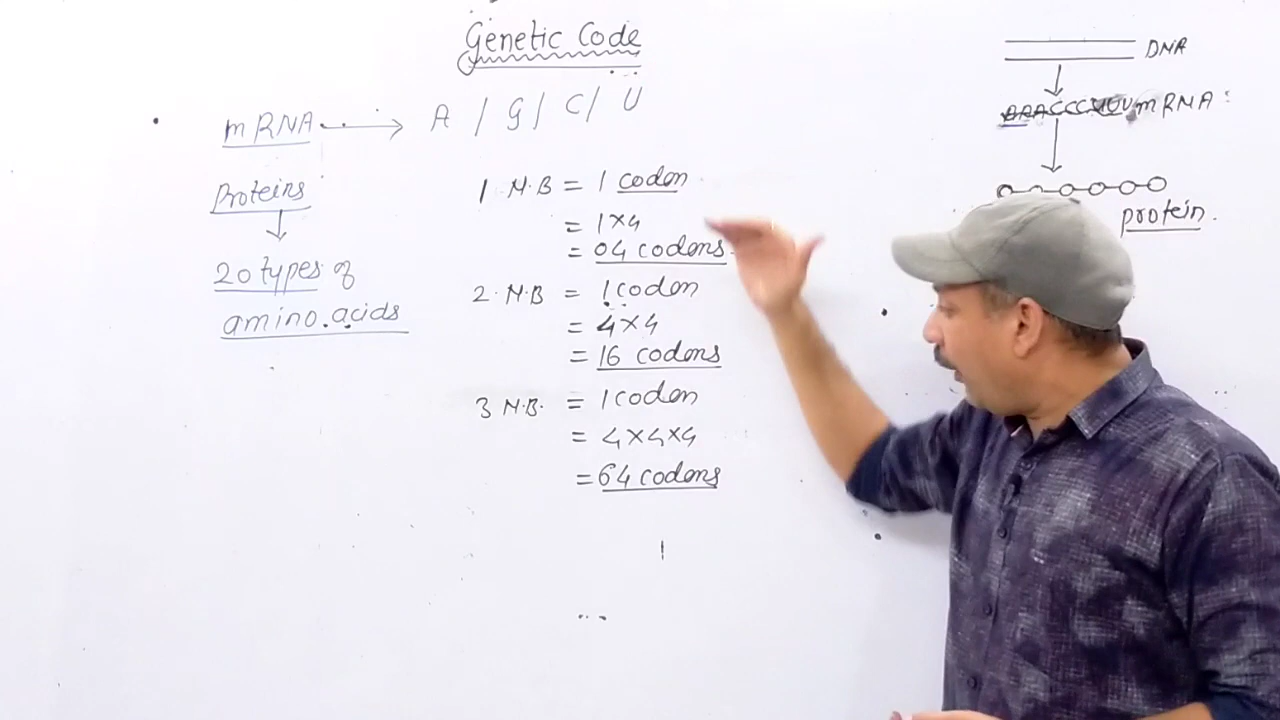 Genetic Code
mRNA → A / G / C / U
Proteins
↓
20 types of
amino acids
1 N.B = 1 codon
= 1×4
= 04 codons
2 N.B = 1 codon
= 4×4
= 16 codons
3 N.B. = 1 codon
= 4×4×4
= 64 codons
DNA
↓
mRNA
↓
protein.